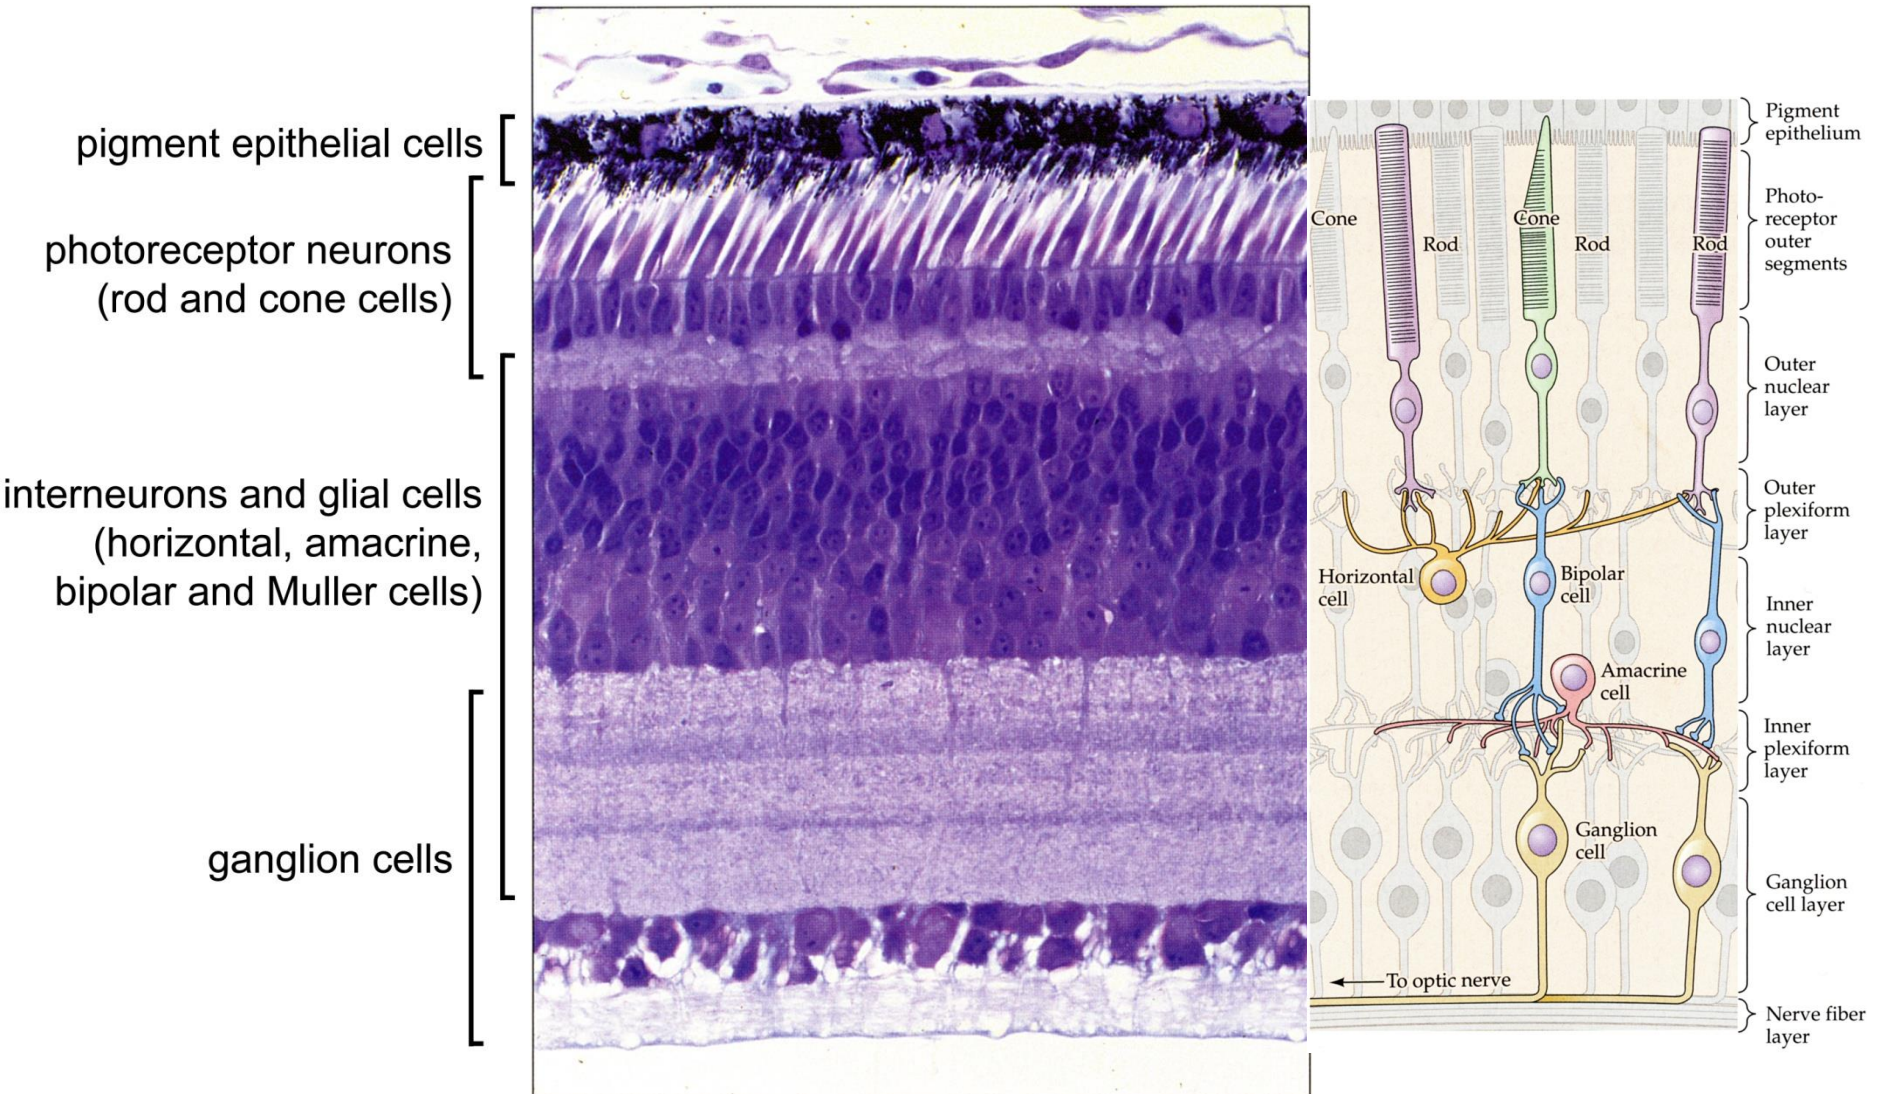 pigment epithelial cells
photoreceptor neurons
(rod and cone cells)
interneurons and glial cells
(horizontal, amacrine,
bipolar and Muller cells)
ganglion cells
Cone
Rod
Cone
Rod
Rod
Horizontal
cell
Bipolar
cell
Amacrine
cell
Ganglion
cell
To optic nerve
Pigment
epithelium
Photo-
receptor
outer
segments
Outer
nuclear
layer
Outer
plexiform
layer
Inner
nuclear
layer
Inner
plexiform
layer
Ganglion
cell layer
Nerve fiber
layer